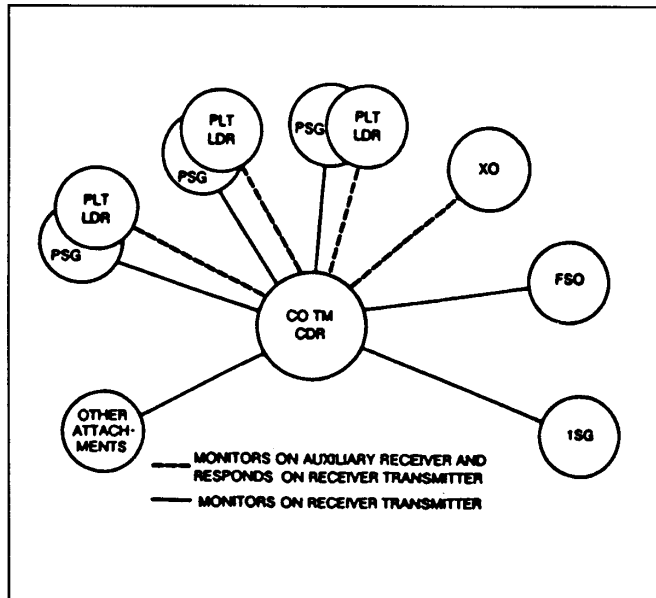 PSG
PLT
LDR
PLT
LDR
PSG
XO
PLT
LDR
PSG
FSO
CO TM
CDR
OTHER
ATTACH-
MENTS
1SG
MONITORS ON AUXILIARY RECEIVER AND
RESPONDS ON RECEIVER TRANSMITTER
MONITORS ON RECEIVER TRANSMITTER